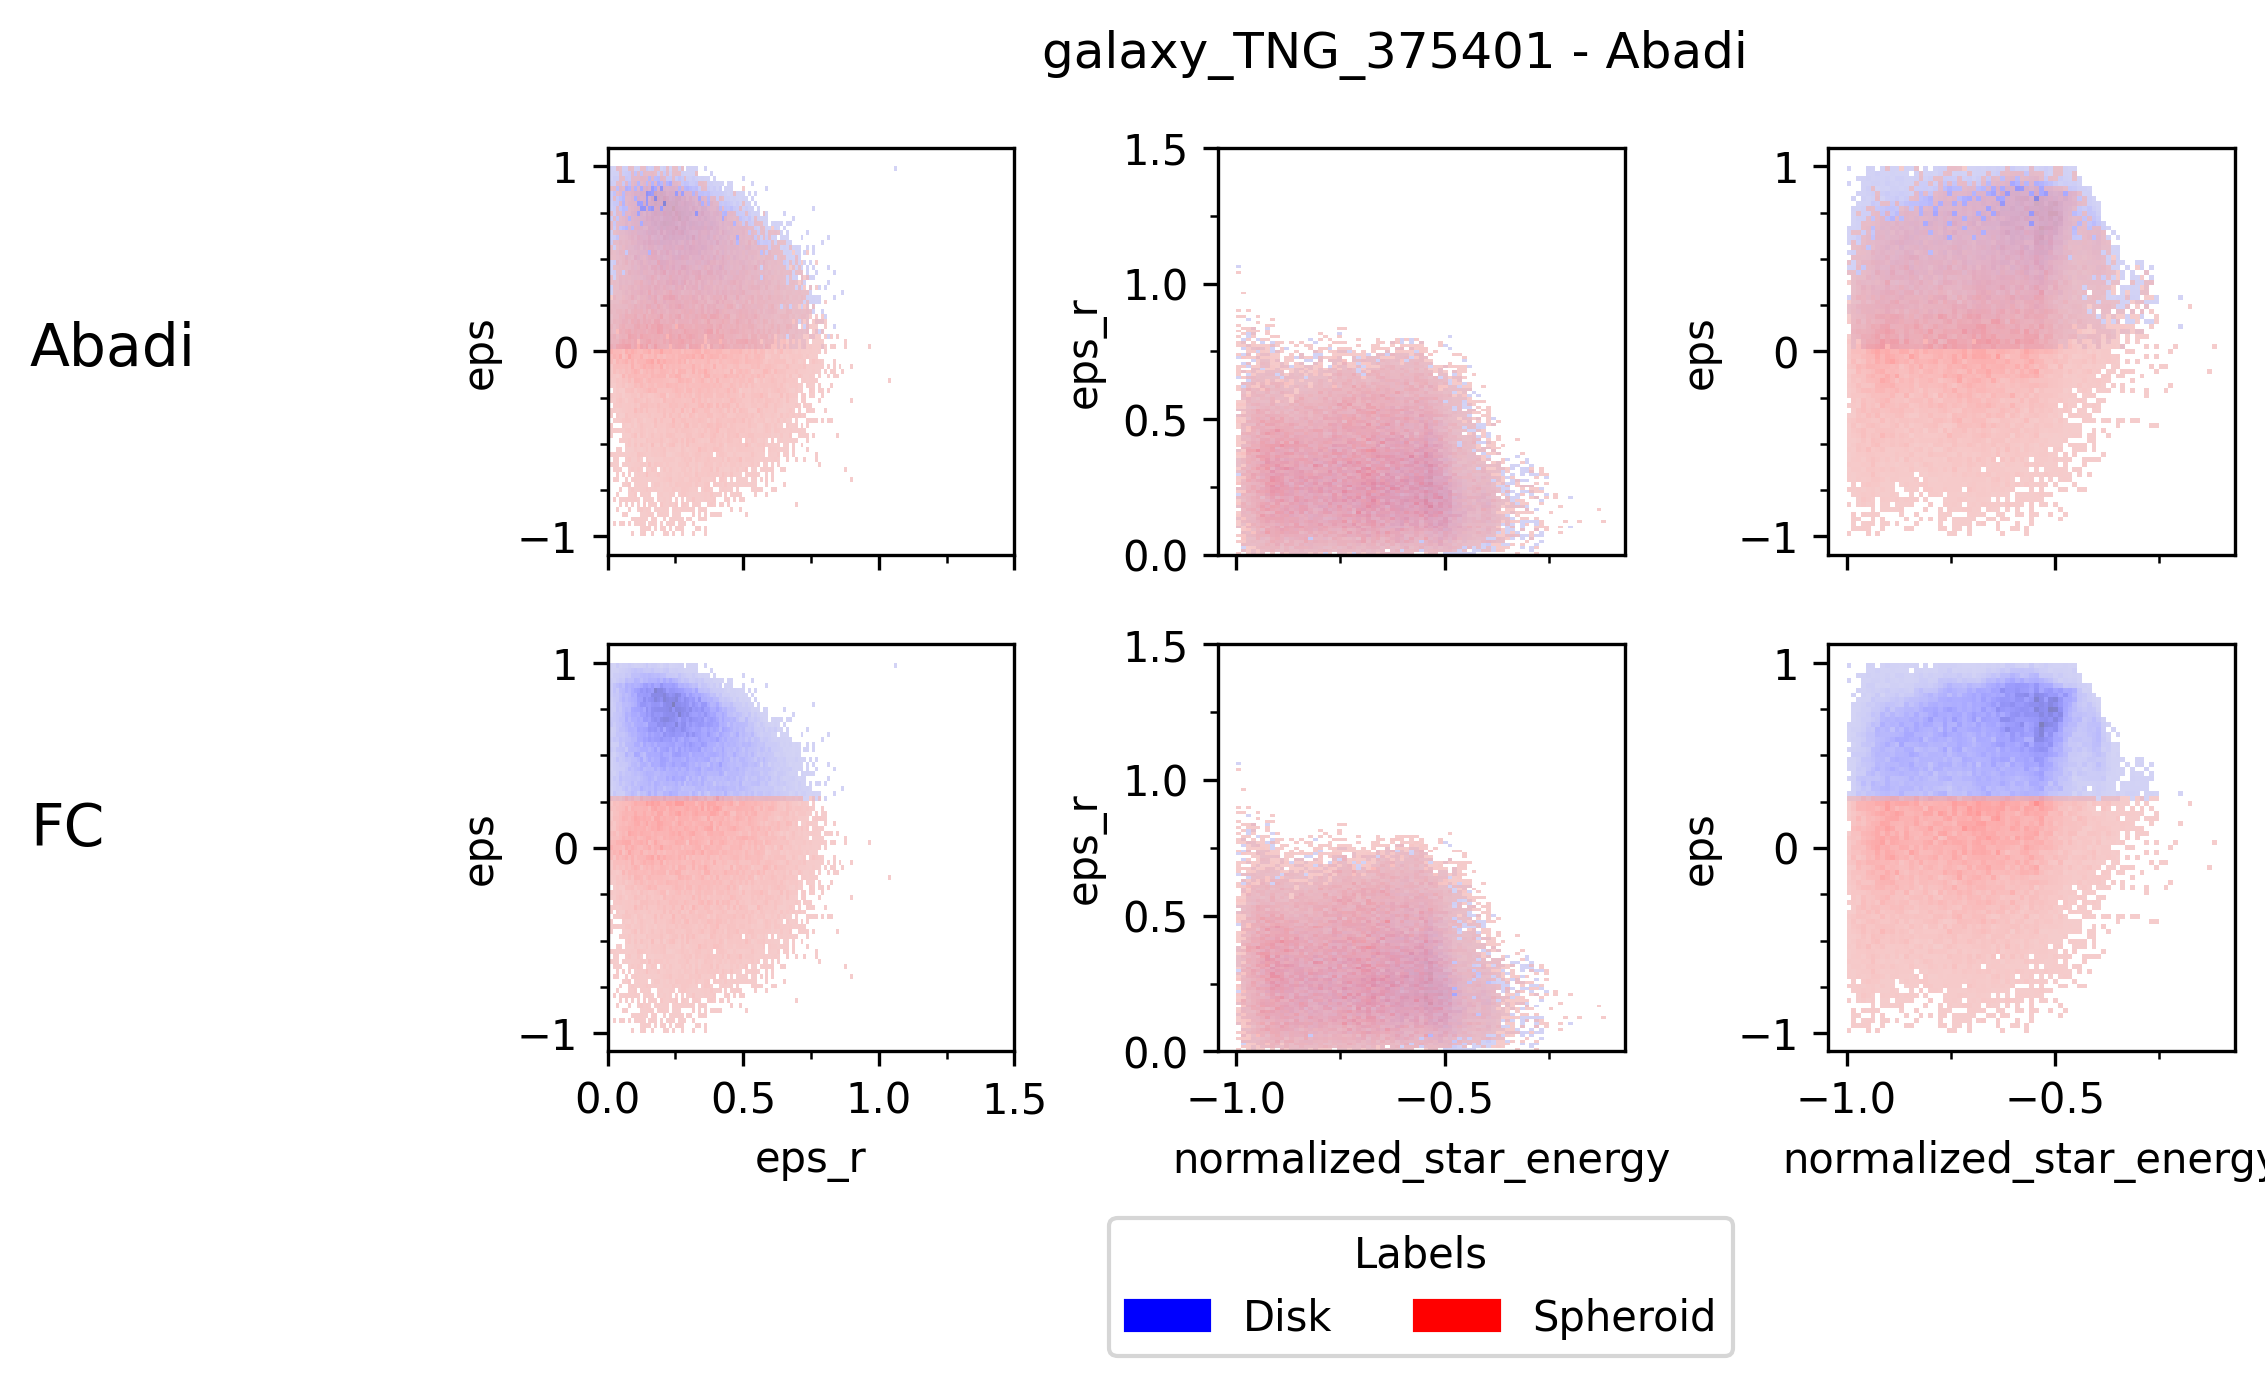 galaxy_TNG_375401 - Abadi
Abadi
eps
1
0
−1
eps_r
1.5
1.0
0.5
0.0
eps
1
0
−1
FC
eps
1
0
−1
0.0 0.5 1.0 1.5
eps_r
eps_r
1.5
1.0
0.5
0.0
−1.0 −0.5
normalized_star_energy
eps
1
0
−1
−1.0 −0.5
normalized_star_energy
Labels
Disk Spheroid